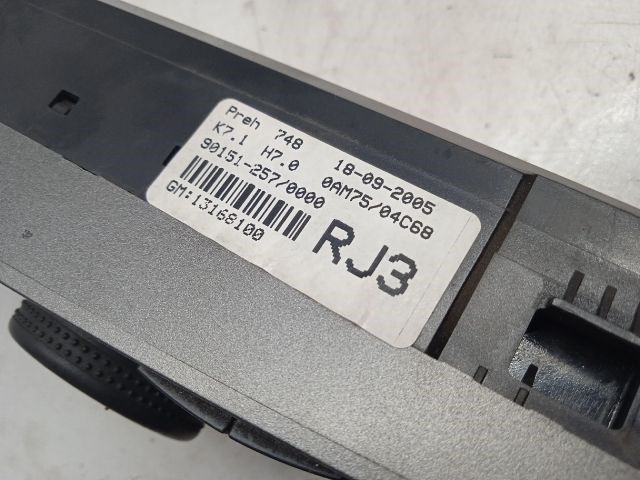 Preh 748 18-09-2005
K7.1 H7.0 0AM75/04C68
90151-257/0000
GM:13168100
RJ3